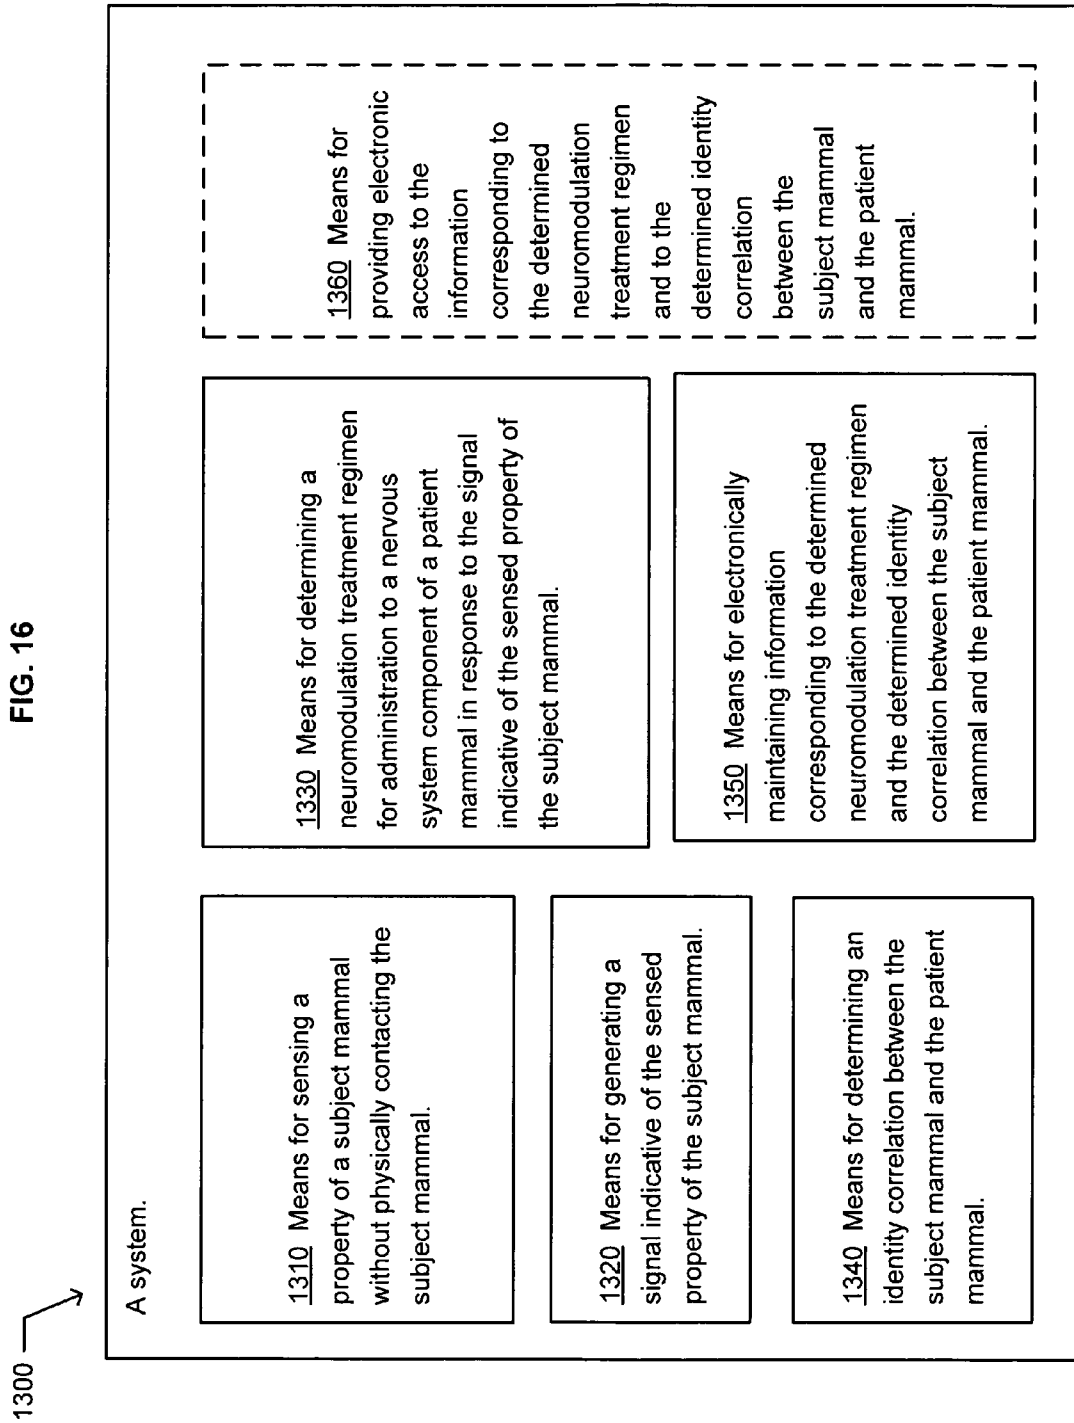 FIG. 16
1300
A system.
1310 Means for sensing a
property of a subject mammal
without physically contacting the
subject mammal.
1320 Means for generating a
signal indicative of the sensed
property of the subject mammal.
1340 Means for determining an
identity correlation between the
subject mammal and the patient
mammal.
1330 Means for determining a
neuromodulation treatment regimen
for administration to a nervous
system component of a patient
mammal in response to the signal
indicative of the sensed property of
the subject mammal.
1350 Means for electronically
maintaining information
corresponding to the determined
neuromodulation treatment regimen
and the determined identity
correlation between the subject
mammal and the patient mammal.
1360 Means for
providing electronic
access to the
information
corresponding to
the determined
neuromodulation
treatment regimen
and to the
determined identity
correlation
between the
subject mammal
and the patient
mammal.